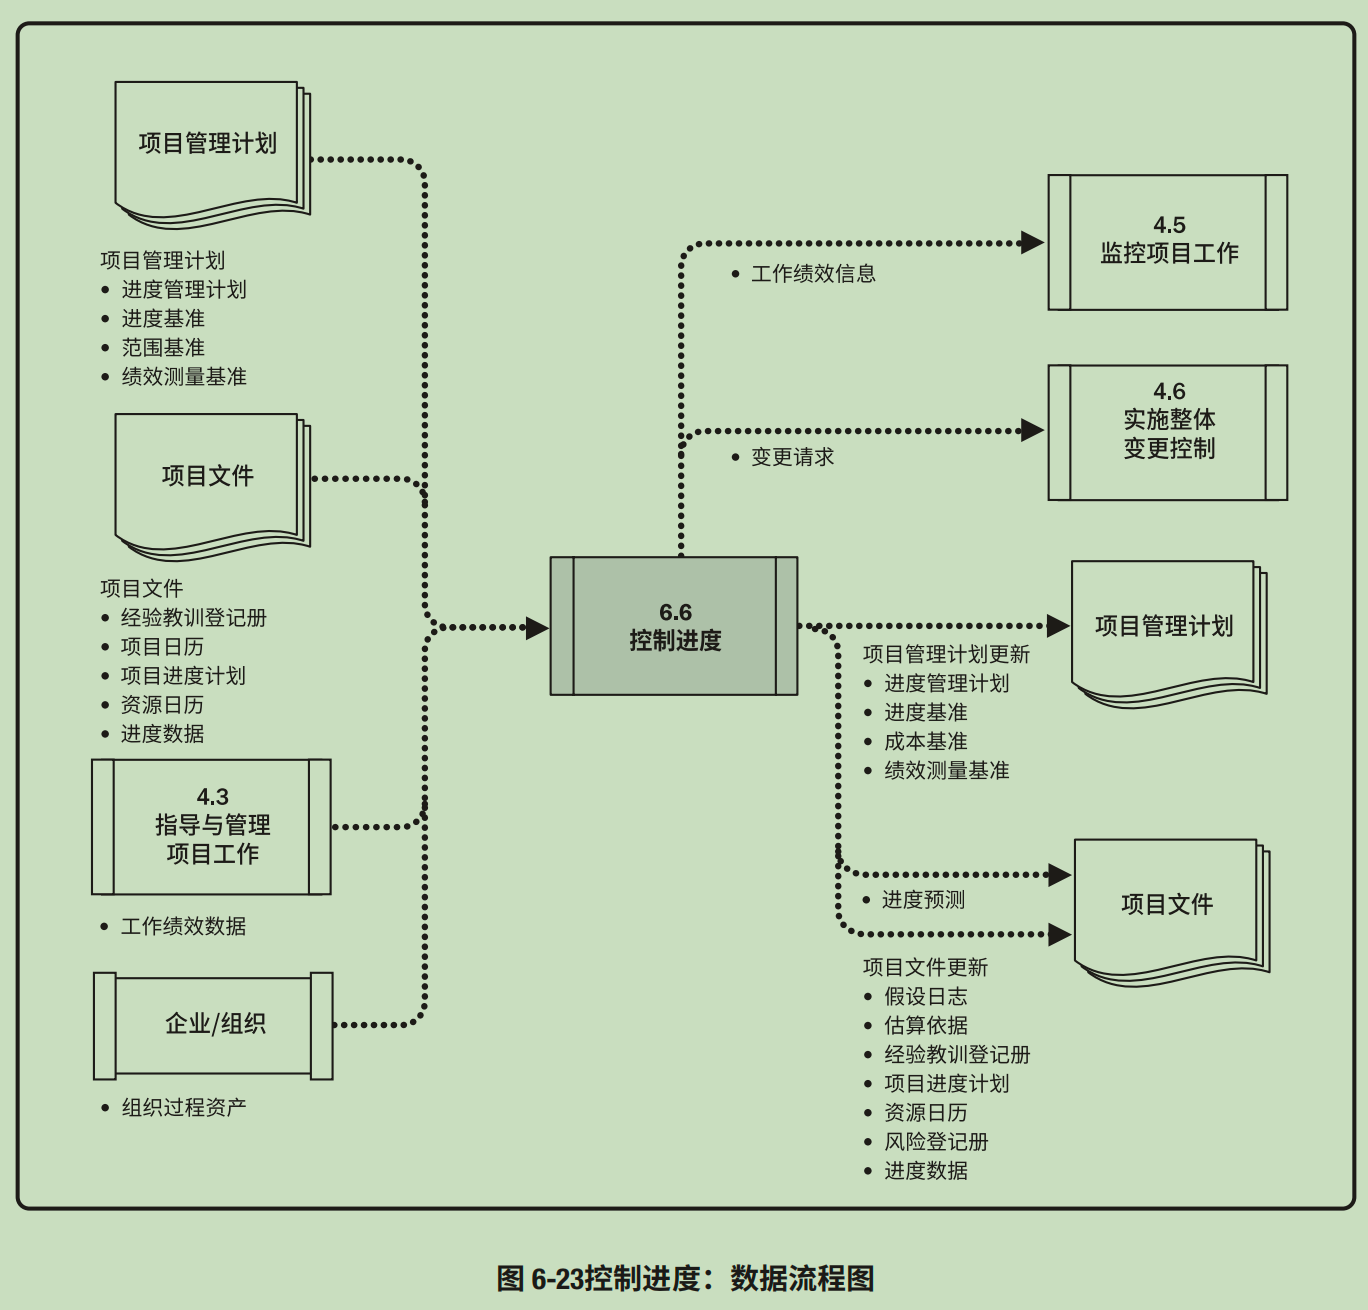 项目管理计划
项目管理计划
• 进度管理计划
• 进度基准
• 范围基准
• 绩效测量基准
项目文件
项目文件
• 经验教训登记册
• 项目日历
• 项目进度计划
• 资源日历
• 进度数据
4.3
指导与管理
项目工作
• 工作绩效数据
企业/组织
• 组织过程资产
6.6
控制进度
• 工作绩效信息
4.5
监控项目工作
• 变更请求
4.6
实施整体
变更控制
项目管理计划
项目管理计划更新
• 进度管理计划
• 进度基准
• 成本基准
• 绩效测量基准
• 进度预测
项目文件
项目文件更新
• 假设日志
• 估算依据
• 经验教训登记册
• 项目进度计划
• 资源日历
• 风险登记册
• 进度数据
图 6-23控制进度：数据流程图